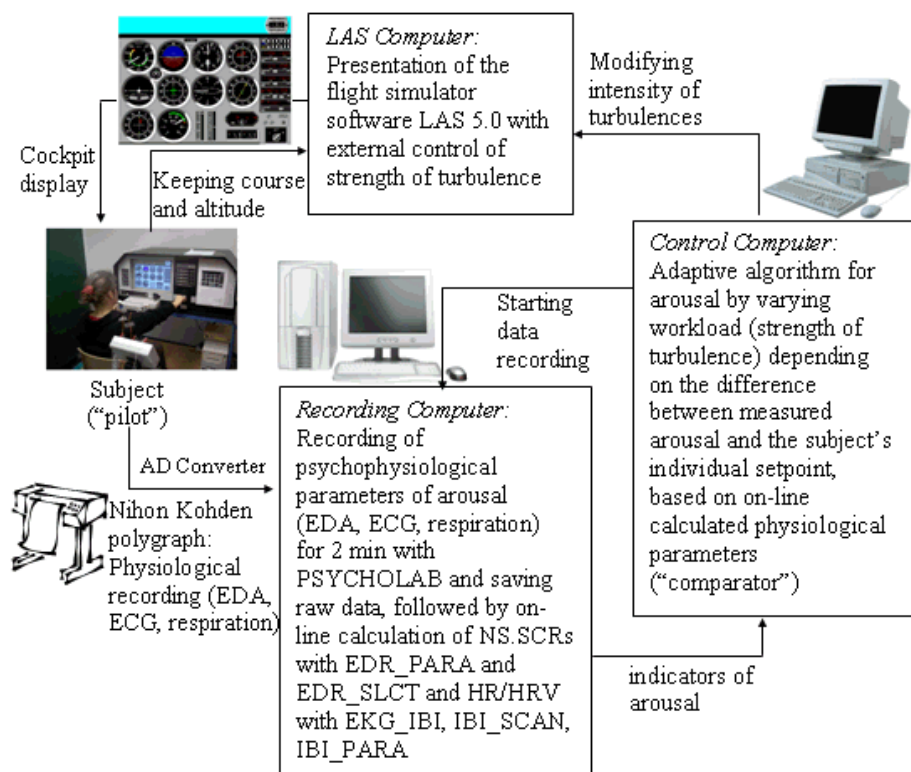 LAS Computer:
Presentation of the
flight simulator
software LAS 5.0 with
external control of
strength of turbulence
Modifying
intensity of
turbulences
Cockpit
display
Keeping course
and altitude
Control Computer:
Adaptive algorithm for
arousal by varying
workload (strength of
turbulence) depending
on the difference
between measured
arousal and the subject's
individual setpoint,
based on on-line
calculated physiological
parameters
(“comparator”)
Starting
data
recording
Subject
(“pilot”)
AD Converter
Nihon Kohden
polygraph:
Physiological
recording (EDA,
ECG, respiration)
Recording Computer:
Recording of
psychophysiological
parameters of arousal
(EDA, ECG, respiration)
for 2 min with
PSYCHOLAB and saving
raw data, followed by on-
line calculation of NS.SCRs
with EDR_PARA and
EDR_SLCT and HR/HRV
with EKG_IBI, IBI_SCAN,
IBI_PARA
indicators of
arousal